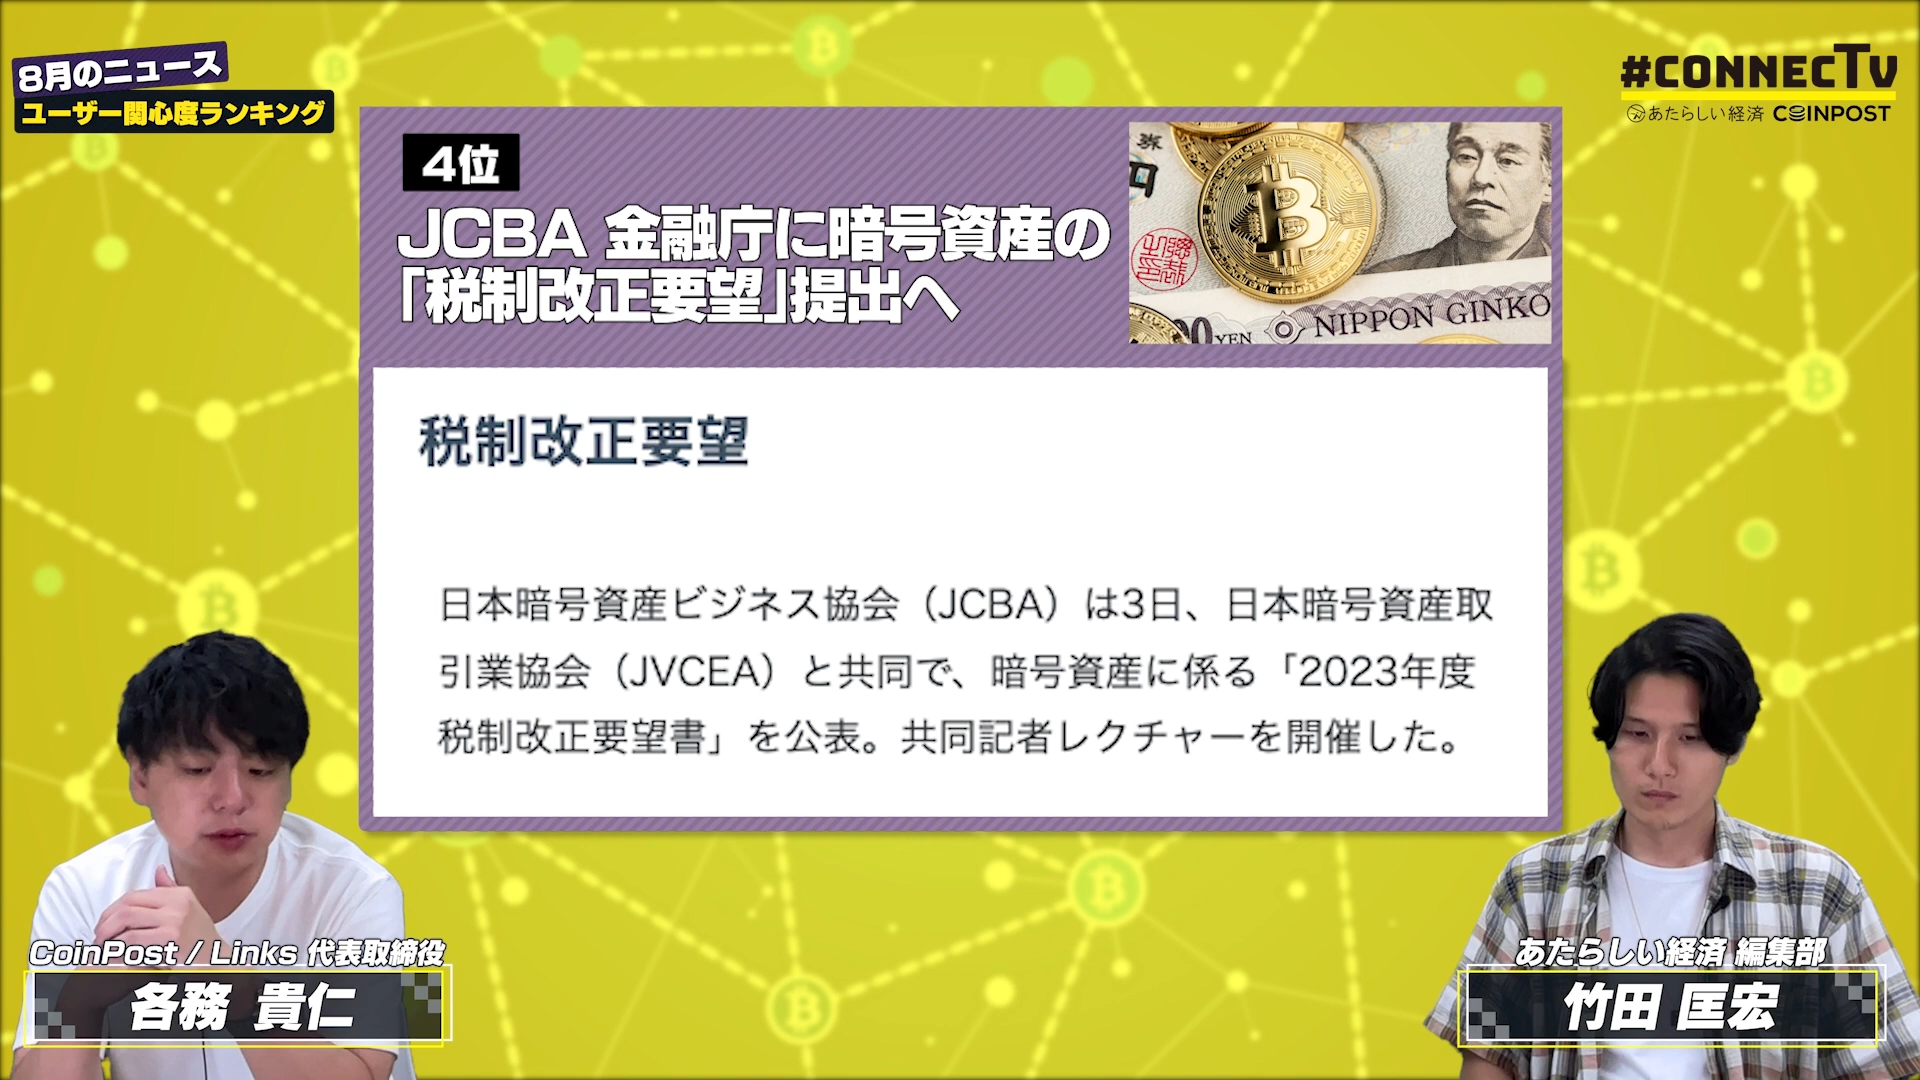 8月のニュース
ユーザー関心度ランキング
#CONNECTV
あたらしい経済 COINPOST
4位
JCBA 金融庁に暗号資産の
「税制改正要望」提出へ
券
円
00 YEN
NIPPON GINKO
税制改正要望
日本暗号資産ビジネス協会（JCBA）は3日、日本暗号資産取
引業協会（JVCEA）と共同で、暗号資産に係る「2023年度
税制改正要望書」を公表。共同記者レクチャーを開催した。
CoinPost / Links 代表取締役
各務 貴仁
あたらしい経済 編集部
竹田 匡宏